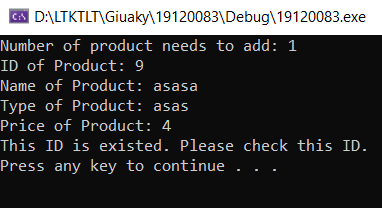 D:\LTKTLT\Giuaky\19120083\Debug\19120083.exe
Number of product needs to add: 1
ID of Product: 9
Name of Product: asasa
Type of Product: asas
Price of Product: 4
This ID is existed. Please check this ID.
Press any key to continue . . .